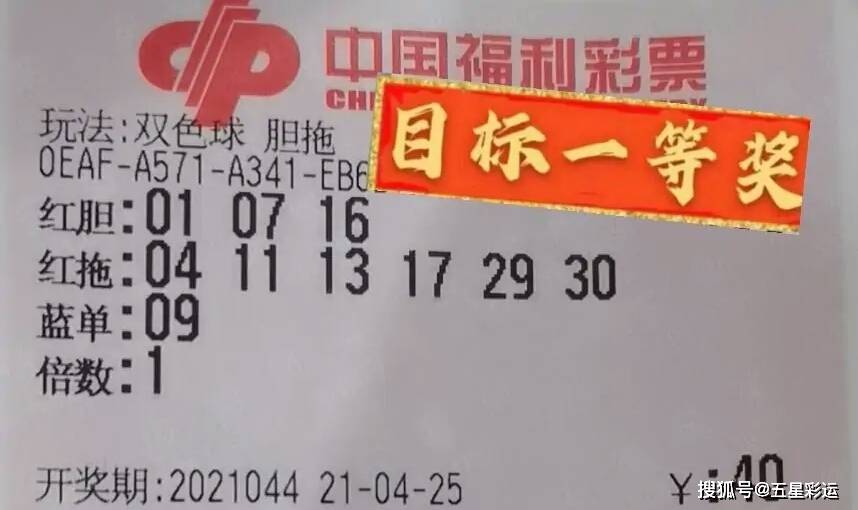 中国福利彩票
CHI
目标一等奖
玩法:双色球 胆拖
0EAF-A571-A341-EB6
红胆:01 07 16
红拖:04 11 13 17 29 30
蓝单:09
倍数:1
开奖期:2021044 21-04-25
￥:40
搜狐号@五星彩运